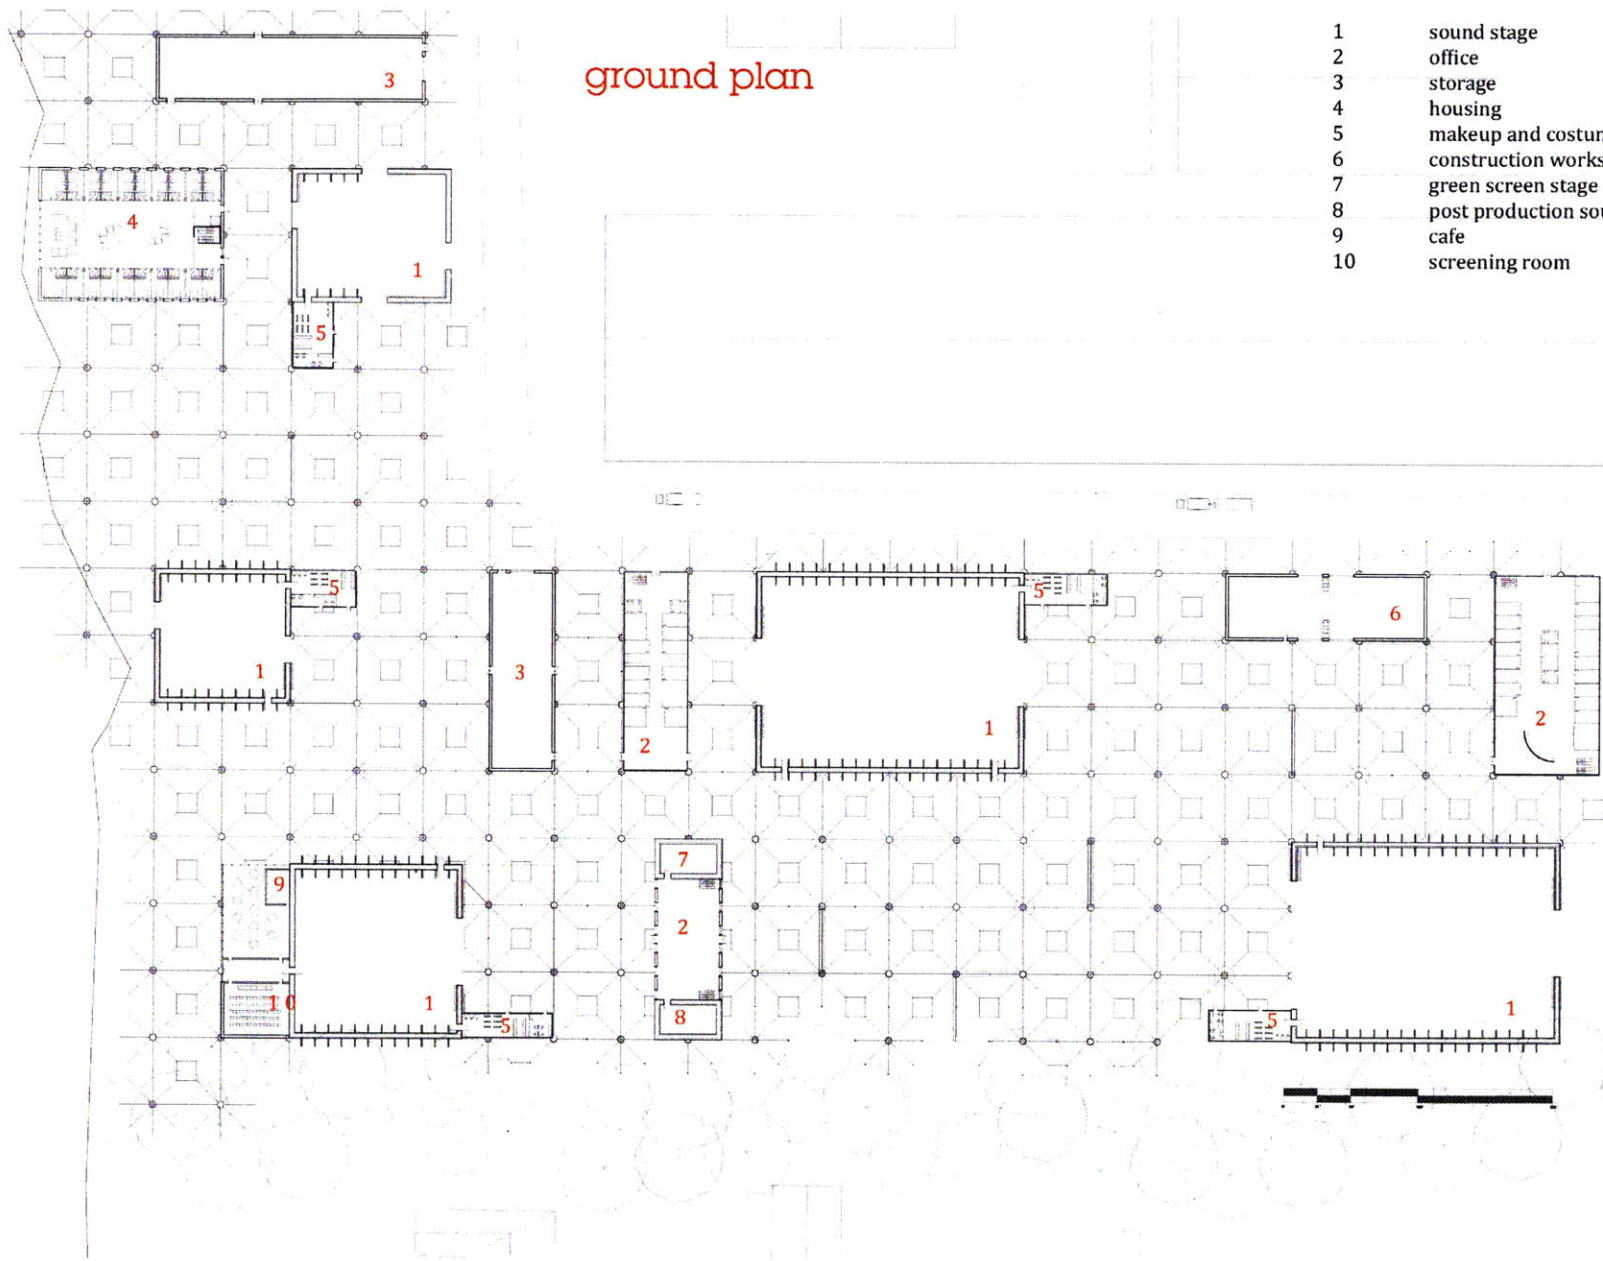 ground plan
1 sound stage
2 office
3 storage
4 housing
5 makeup and costum
6 construction works
7 green screen stage
8 post production sou
9 cafe
10 screening room
3
4
1
5
5
5
6
1
3
2
1
2
7
9
2
10
1
8
5
5
1